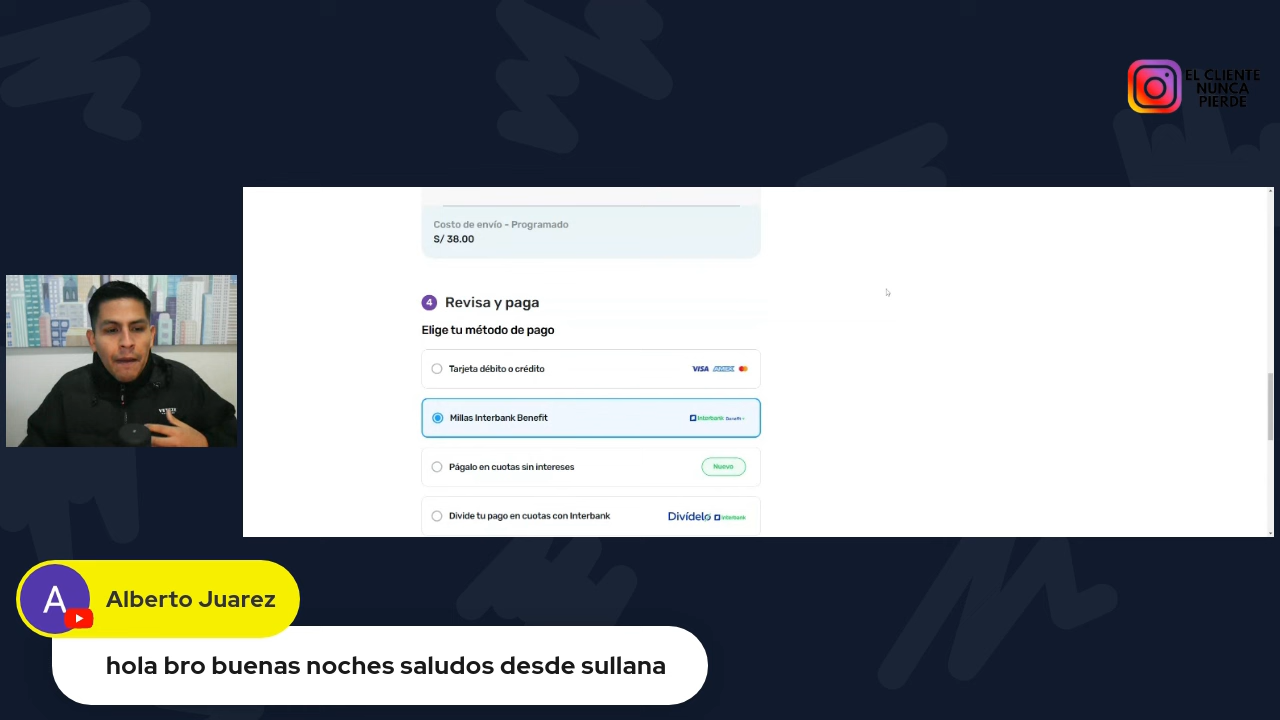 EL CLIENTE
NUNCA
PIERDE
Costo de envío - Programado
S/ 38.00
4 Revisa y paga
Elige tu método de pago
Tarjeta débito o crédito VISA AMEX
Millas Interbank Benefit Interbank Benefit
Págalo en cuotas sin intereses Nuevo
Divide tu pago en cuotas con Interbank Divídelo Interbank
A Alberto Juarez
hola bro buenas noches saludos desde sullana